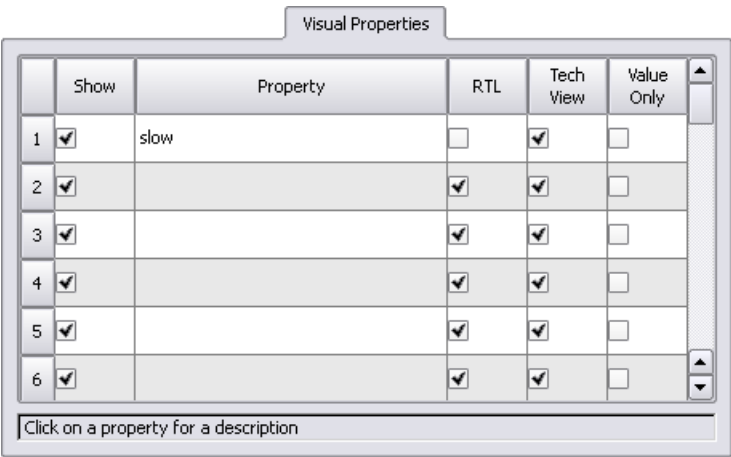 Visual Properties
Show Property RTL Tech View Value Only
1 slow
2
3
4
5
6
Click on a property for a description